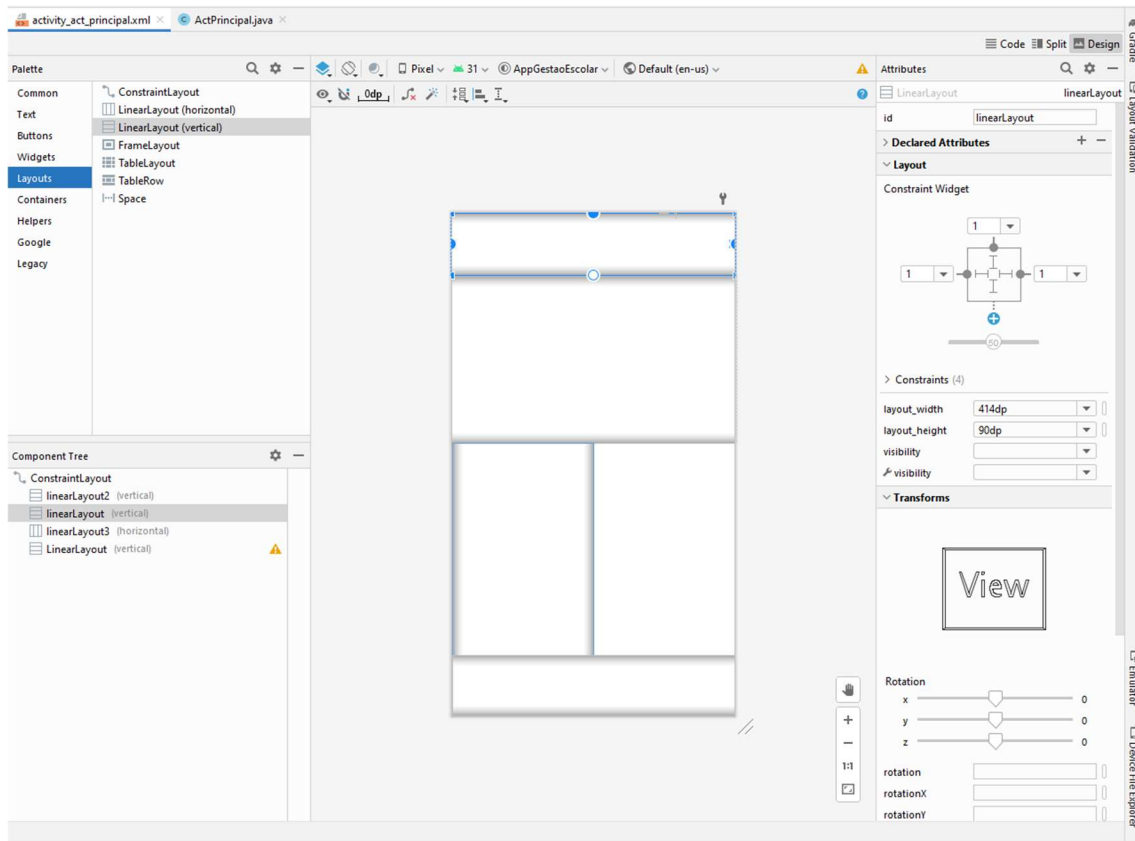 activity_act_principal.xml
ActPrincipal.java
Code
Split
Design
Palette
Common
Text
Buttons
Widgets
Layouts
Containers
Helpers
Google
Legacy
ConstraintLayout
LinearLayout (horizontal)
LinearLayout (vertical)
FrameLayout
TableLayout
TableRow
Space
Pixel
31
AppGestaoEscolar
Default (en-us)
0dp
Component Tree
ConstraintLayout
linearLayout2 (vertical)
linearLayout (vertical)
linearLayout3 (horizontal)
LinearLayout (vertical)
1:1
Attributes
LinearLayout linearLayout
id linearLayout
Declared Attributes
Layout
Constraint Widget
1
1 1
50
Constraints (4)
layout_width 414dp
layout_height 90dp
visibility
visibility
Transforms
View
Rotation
x 0
y 0
z 0
rotation
rotationX
rotationY
Gradle
Layout Validation
Emulator
Device File Explorer